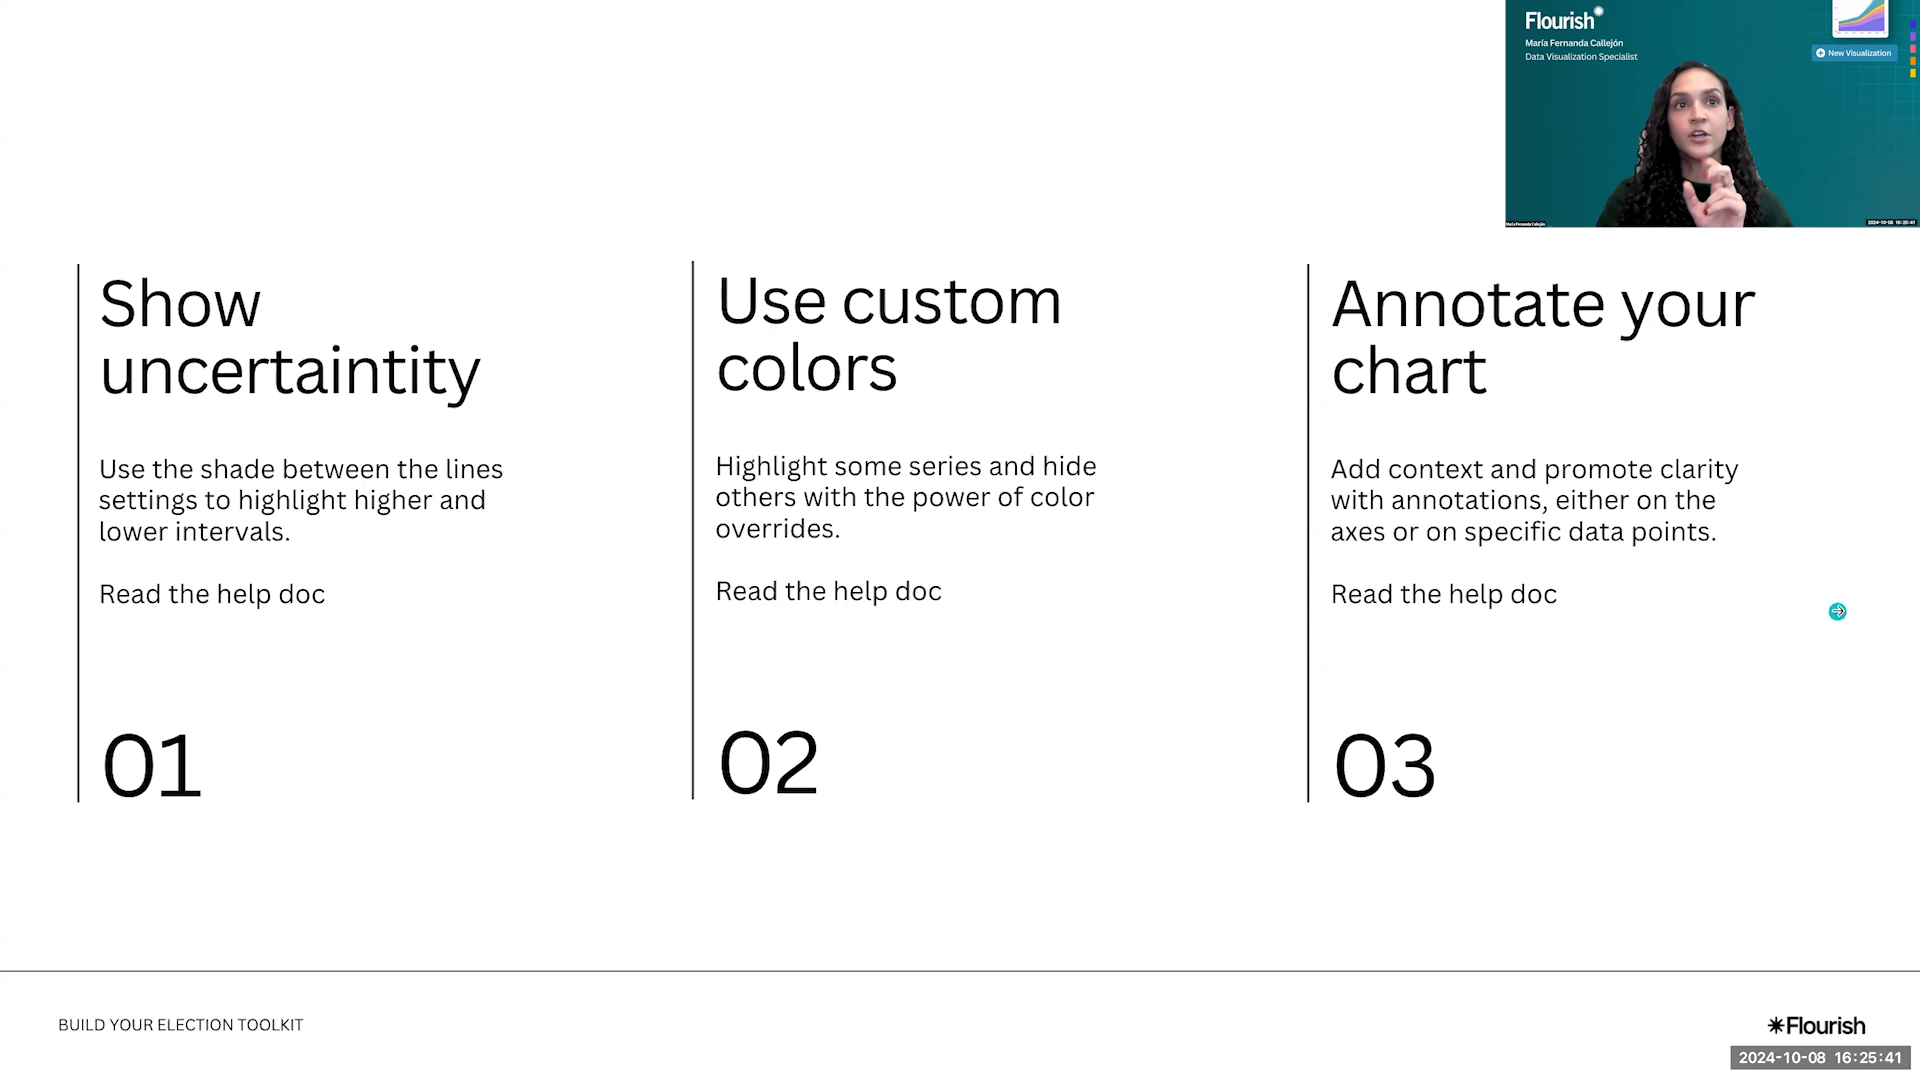 Flourish
María Fernanda Callejón
Data Visualization Specialist
New Visualization
María Fernanda Callejón
2024-10-08 16:25:41
Show
uncertaintity
Use the shade between the lines
settings to highlight higher and
lower intervals.
Read the help doc
01
Use custom
colors
Highlight some series and hide
others with the power of color
overrides.
Read the help doc
02
Annotate your
chart
Add context and promote clarity
with annotations, either on the
axes or on specific data points.
Read the help doc
03
BUILD YOUR ELECTION TOOLKIT
Flourish
2024-10-08 16:25:41